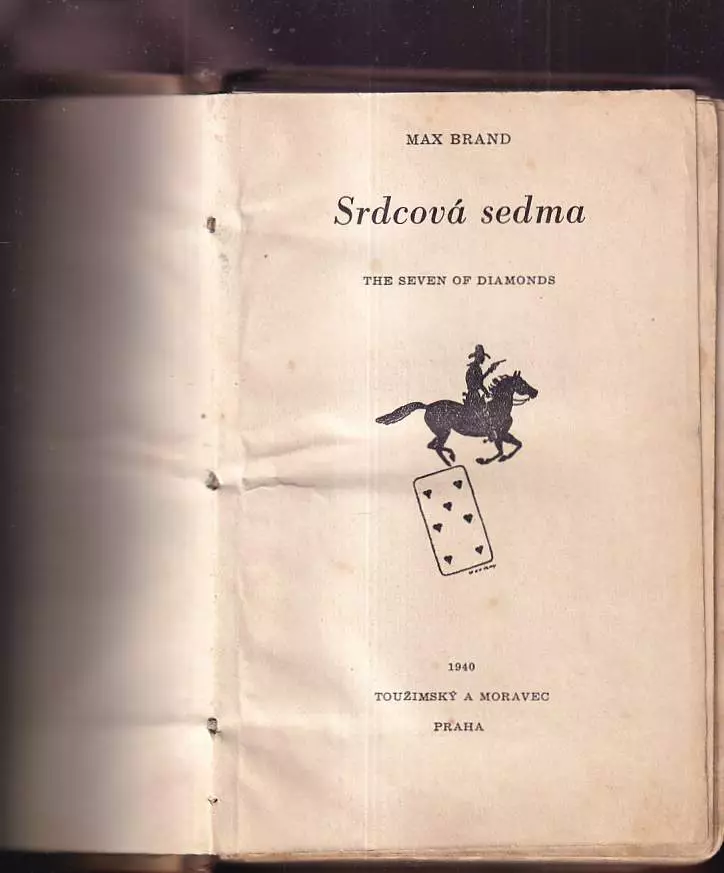 MAX BRAND
Srdcová sedma
THE SEVEN OF DIAMONDS
1940
TOUŽIMSKÝ A MORAVEC
PRAHA